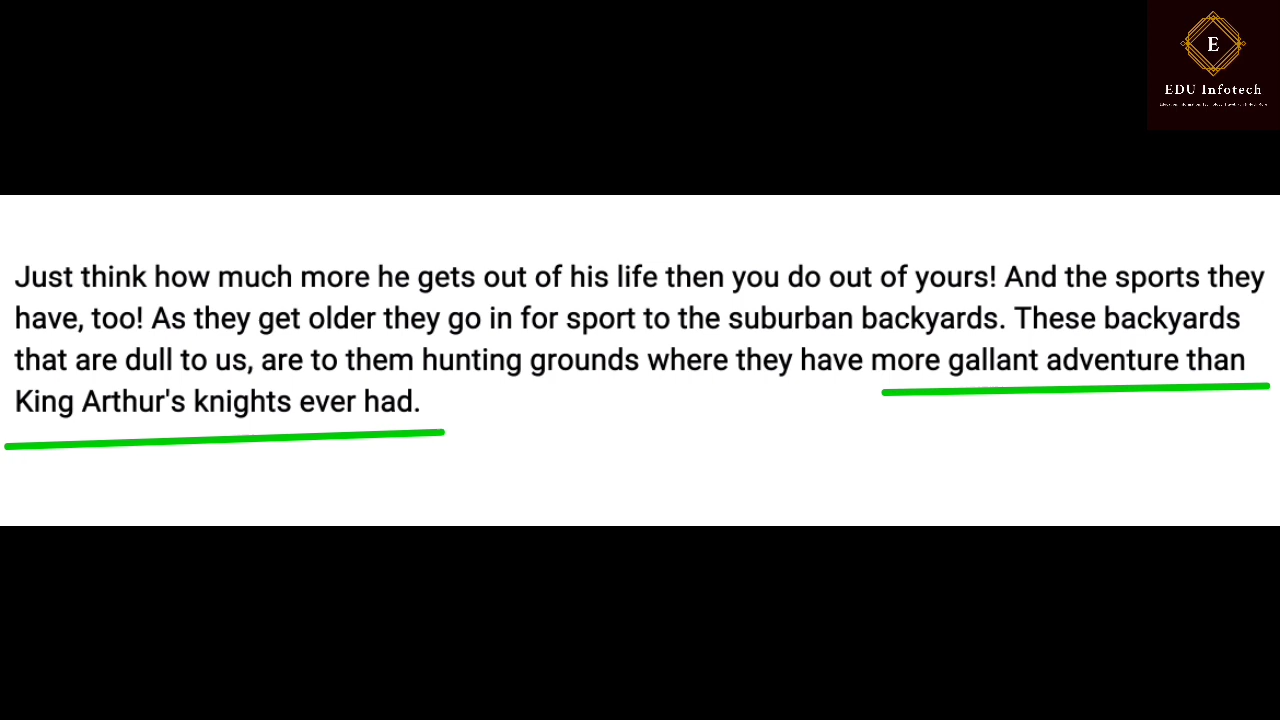 E
EDU Infotech
Just think how much more he gets out of his life then you do out of yours! And the sports they
have, too! As they get older they go in for sport to the suburban backyards. These backyards
that are dull to us, are to them hunting grounds where they have more gallant adventure than
King Arthur's knights ever had.